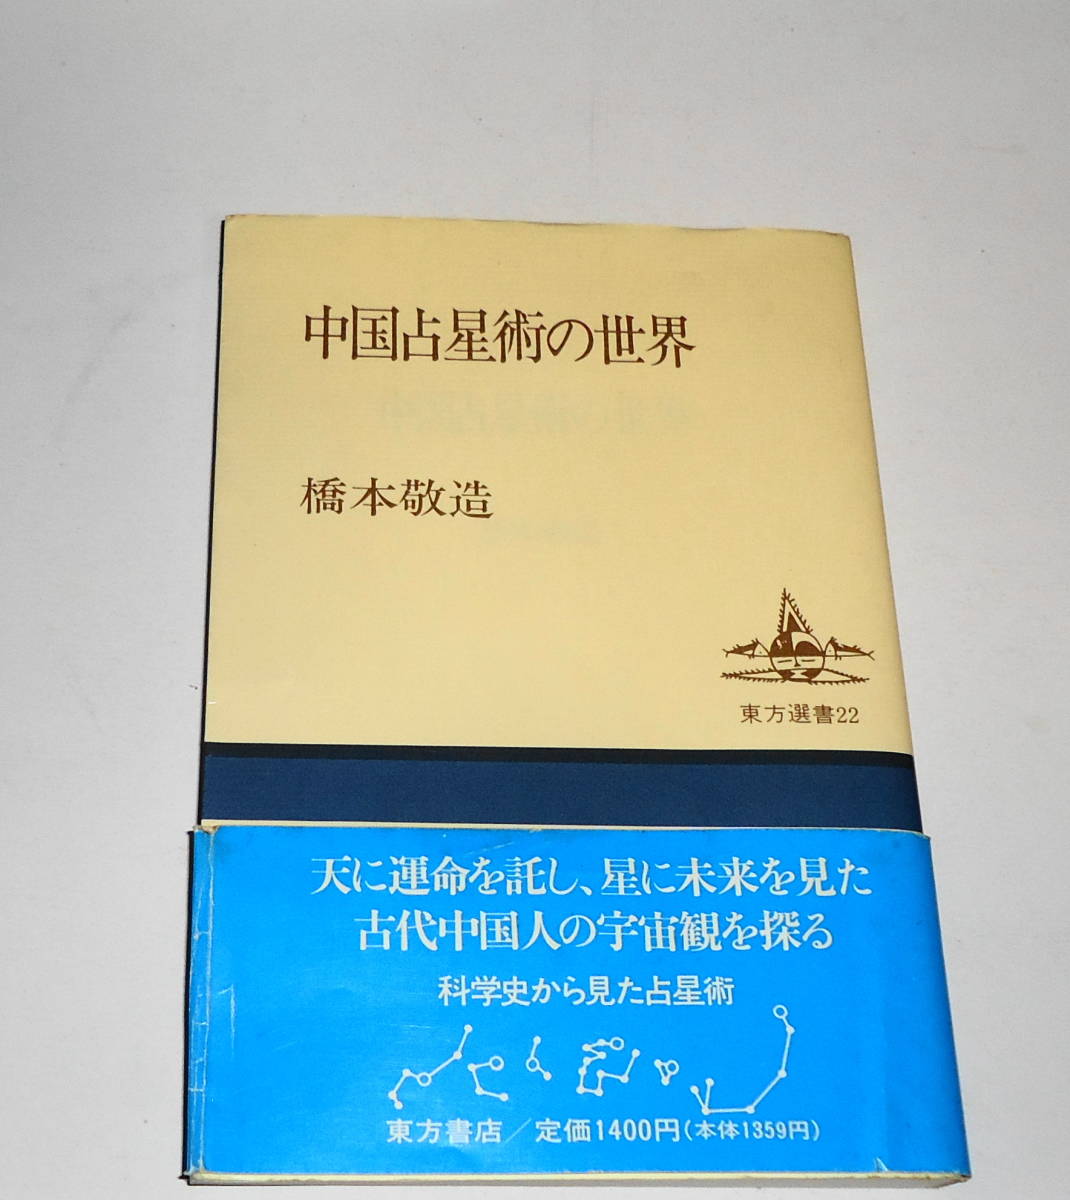 中国占星術の世界
橋本敬造
東方選書22
天に運命を託し、星に未来を見た
古代中国人の宇宙観を探る
科学史から見た占星術
東方書店／定価1400円(本体1359円)